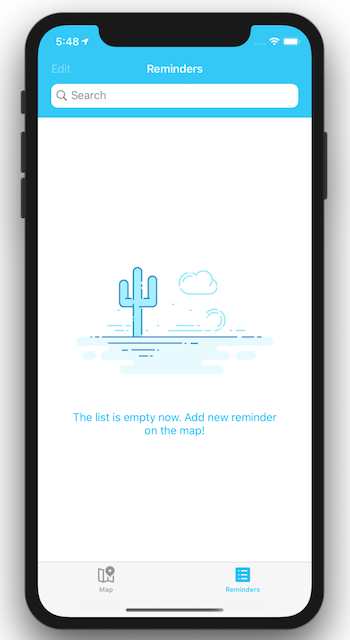 5:48
Edit
Reminders
Search
The list is empty now. Add new reminder
on the map!
Map
Reminders